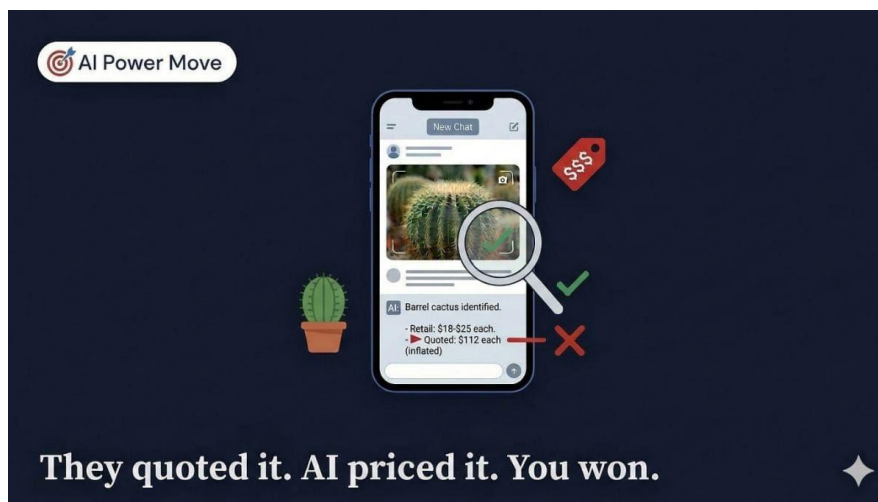 AI Power Move
New Chat
$$$
AI:
Barrel cactus identified.
- Retail: $18-$25 each.
- Quoted: $112 each
(inflated)
They quoted it. AI priced it. You won.